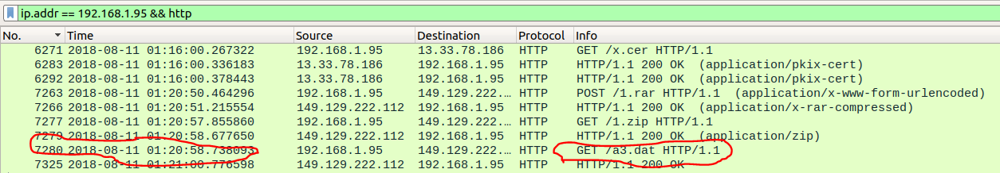 ip.addr == 192.168.1.95 && http
No. Time Source Destination Protocol Info
6271 2018-08-11 01:16:00.267322 192.168.1.95 13.33.78.186 HTTP GET /x.cer HTTP/1.1
6283 2018-08-11 01:16:00.336183 13.33.78.186 192.168.1.95 HTTP HTTP/1.1 200 OK (application/pkix-cert)
6292 2018-08-11 01:16:00.378443 13.33.78.186 192.168.1.95 HTTP HTTP/1.1 200 OK (application/pkix-cert)
7263 2018-08-11 01:20:50.464296 192.168.1.95 149.129.222.… HTTP POST /1.rar HTTP/1.1 (application/x-www-form-urlencoded)
7266 2018-08-11 01:20:51.215554 149.129.222.112 192.168.1.95 HTTP HTTP/1.1 200 OK (application/x-rar-compressed)
7277 2018-08-11 01:20:57.855860 192.168.1.95 149.129.222.… HTTP GET /1.zip HTTP/1.1
7279 2018-08-11 01:20:58.677650 149.129.222.112 192.168.1.95 HTTP HTTP/1.1 200 OK (application/zip)
7280 2018-08-11 01:20:58.738093 192.168.1.95 149.129.222.… HTTP GET /a3.dat HTTP/1.1
7325 2018-08-11 01:21:00.776598 149.129.222.112 192.168.1.95 HTTP HTTP/1.1 200 OK